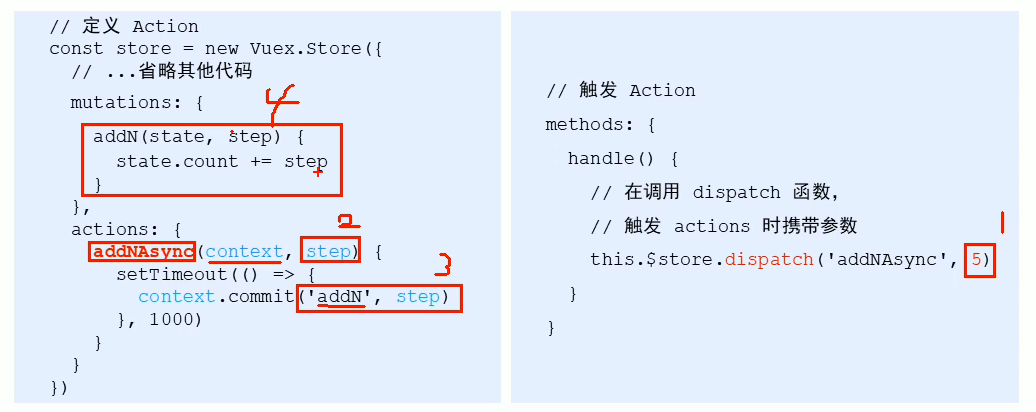 // 定义 Action
const store = new Vuex.Store({
// ...省略其他代码
4
mutations: {
addN(state, step) {
state.count += step
}
},
2
actions: {
addNAsync(context, step) {
3
setTimeout(() => {
context.commit('addN', step)
}, 1000)
}
}
})
// 触发 Action
methods: {
handle() {
// 在调用 dispatch 函数，
// 触发 actions 时携带参数
1
this.$store.dispatch('addNAsync', 5)
}
}